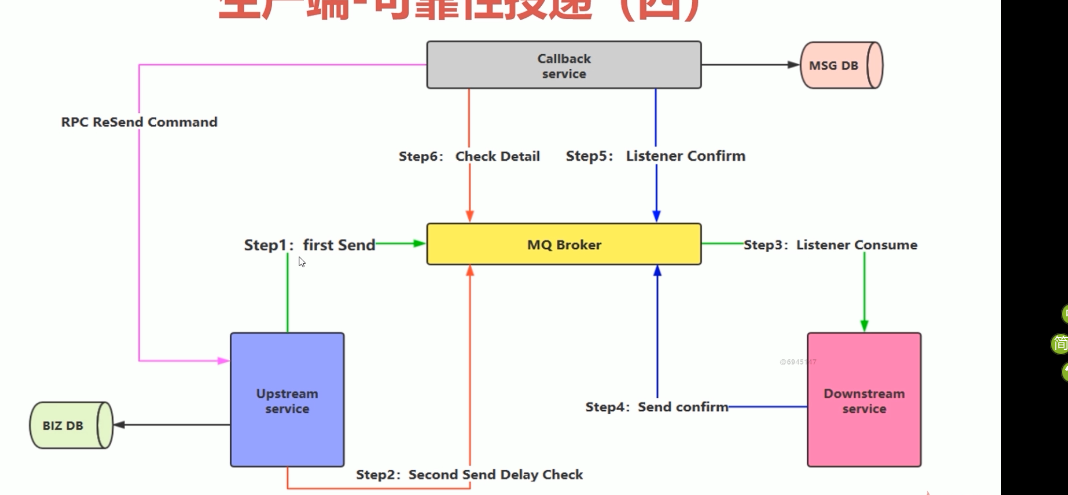 生产端-可靠性投递（四）
Callback
service
MSG DB
RPC ReSend Command
Step6： Check Detail
Step5： Listener Confirm
Step1：first Send
MQ Broker
Step3：Listener Consume
Upstream
service
BIZ DB
Downstream
service
Step4：Send confirm
Step2：Second Send Delay Check
简